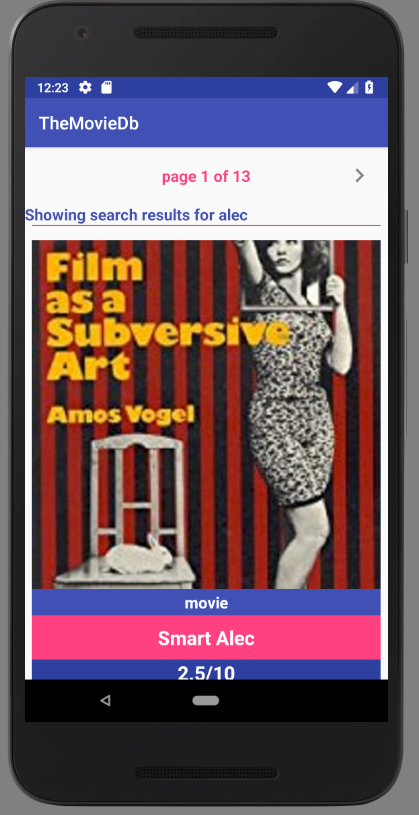 12:23
TheMovieDb
page 1 of 13
Showing search results for alec
Film
as a
Subversive
Art
Amos Vogel
movie
Smart Alec
2.5/10